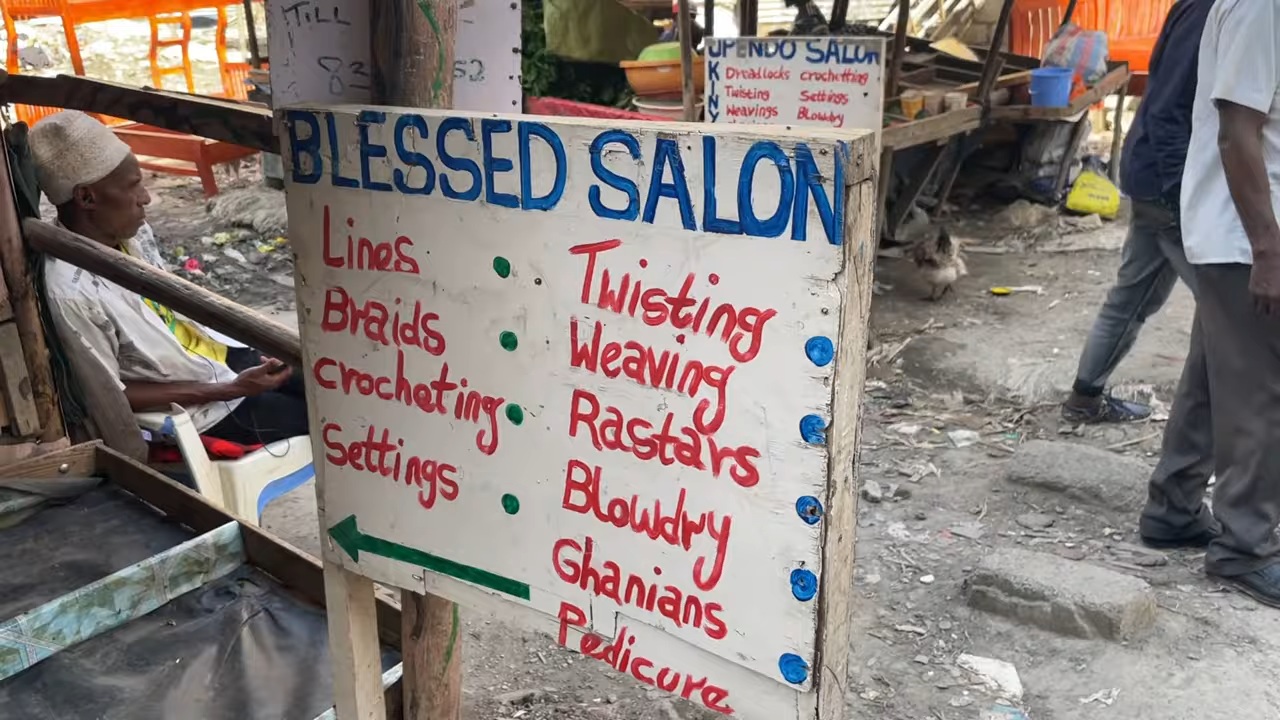 TILL
BLESSED SALON
Lines
Braids
crocheting
Settings
Twisting
Weaving
Rastars
Blowdry
Ghanians
Pedicure
UPENDO SALON
Dreadlocks crochetting
Twisting Settings
Weavings Blowdry